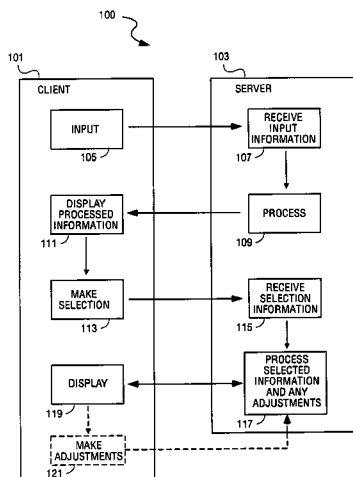 100
101
103
CLIENT
SERVER
INPUT
105
RECEIVE
INPUT
INFORMATION
107
DISPLAY
PROCESSED
INFORMATION
111
PROCESS
109
MAKE
SELECTION
113
RECEIVE
SELECTION
INFORMATION
115
DISPLAY
119
PROCESS
SELECTED
INFORMATION
AND ANY
ADJUSTMENTS
117
MAKE
ADJUSTMENTS
121